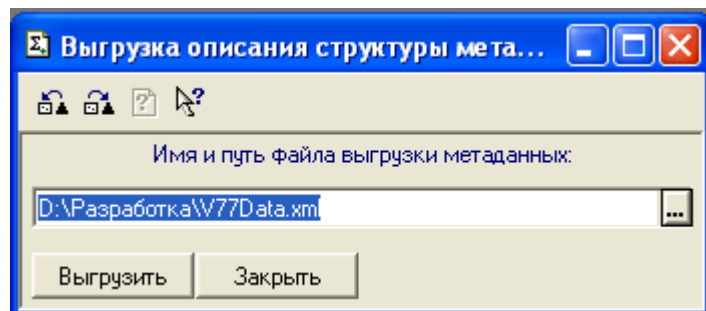 Выгрузка описания структуры мета...
Имя и путь файла выгрузки метаданных:
D:\Разработка\V77Data.xml
...
Выгрузить Закрыть